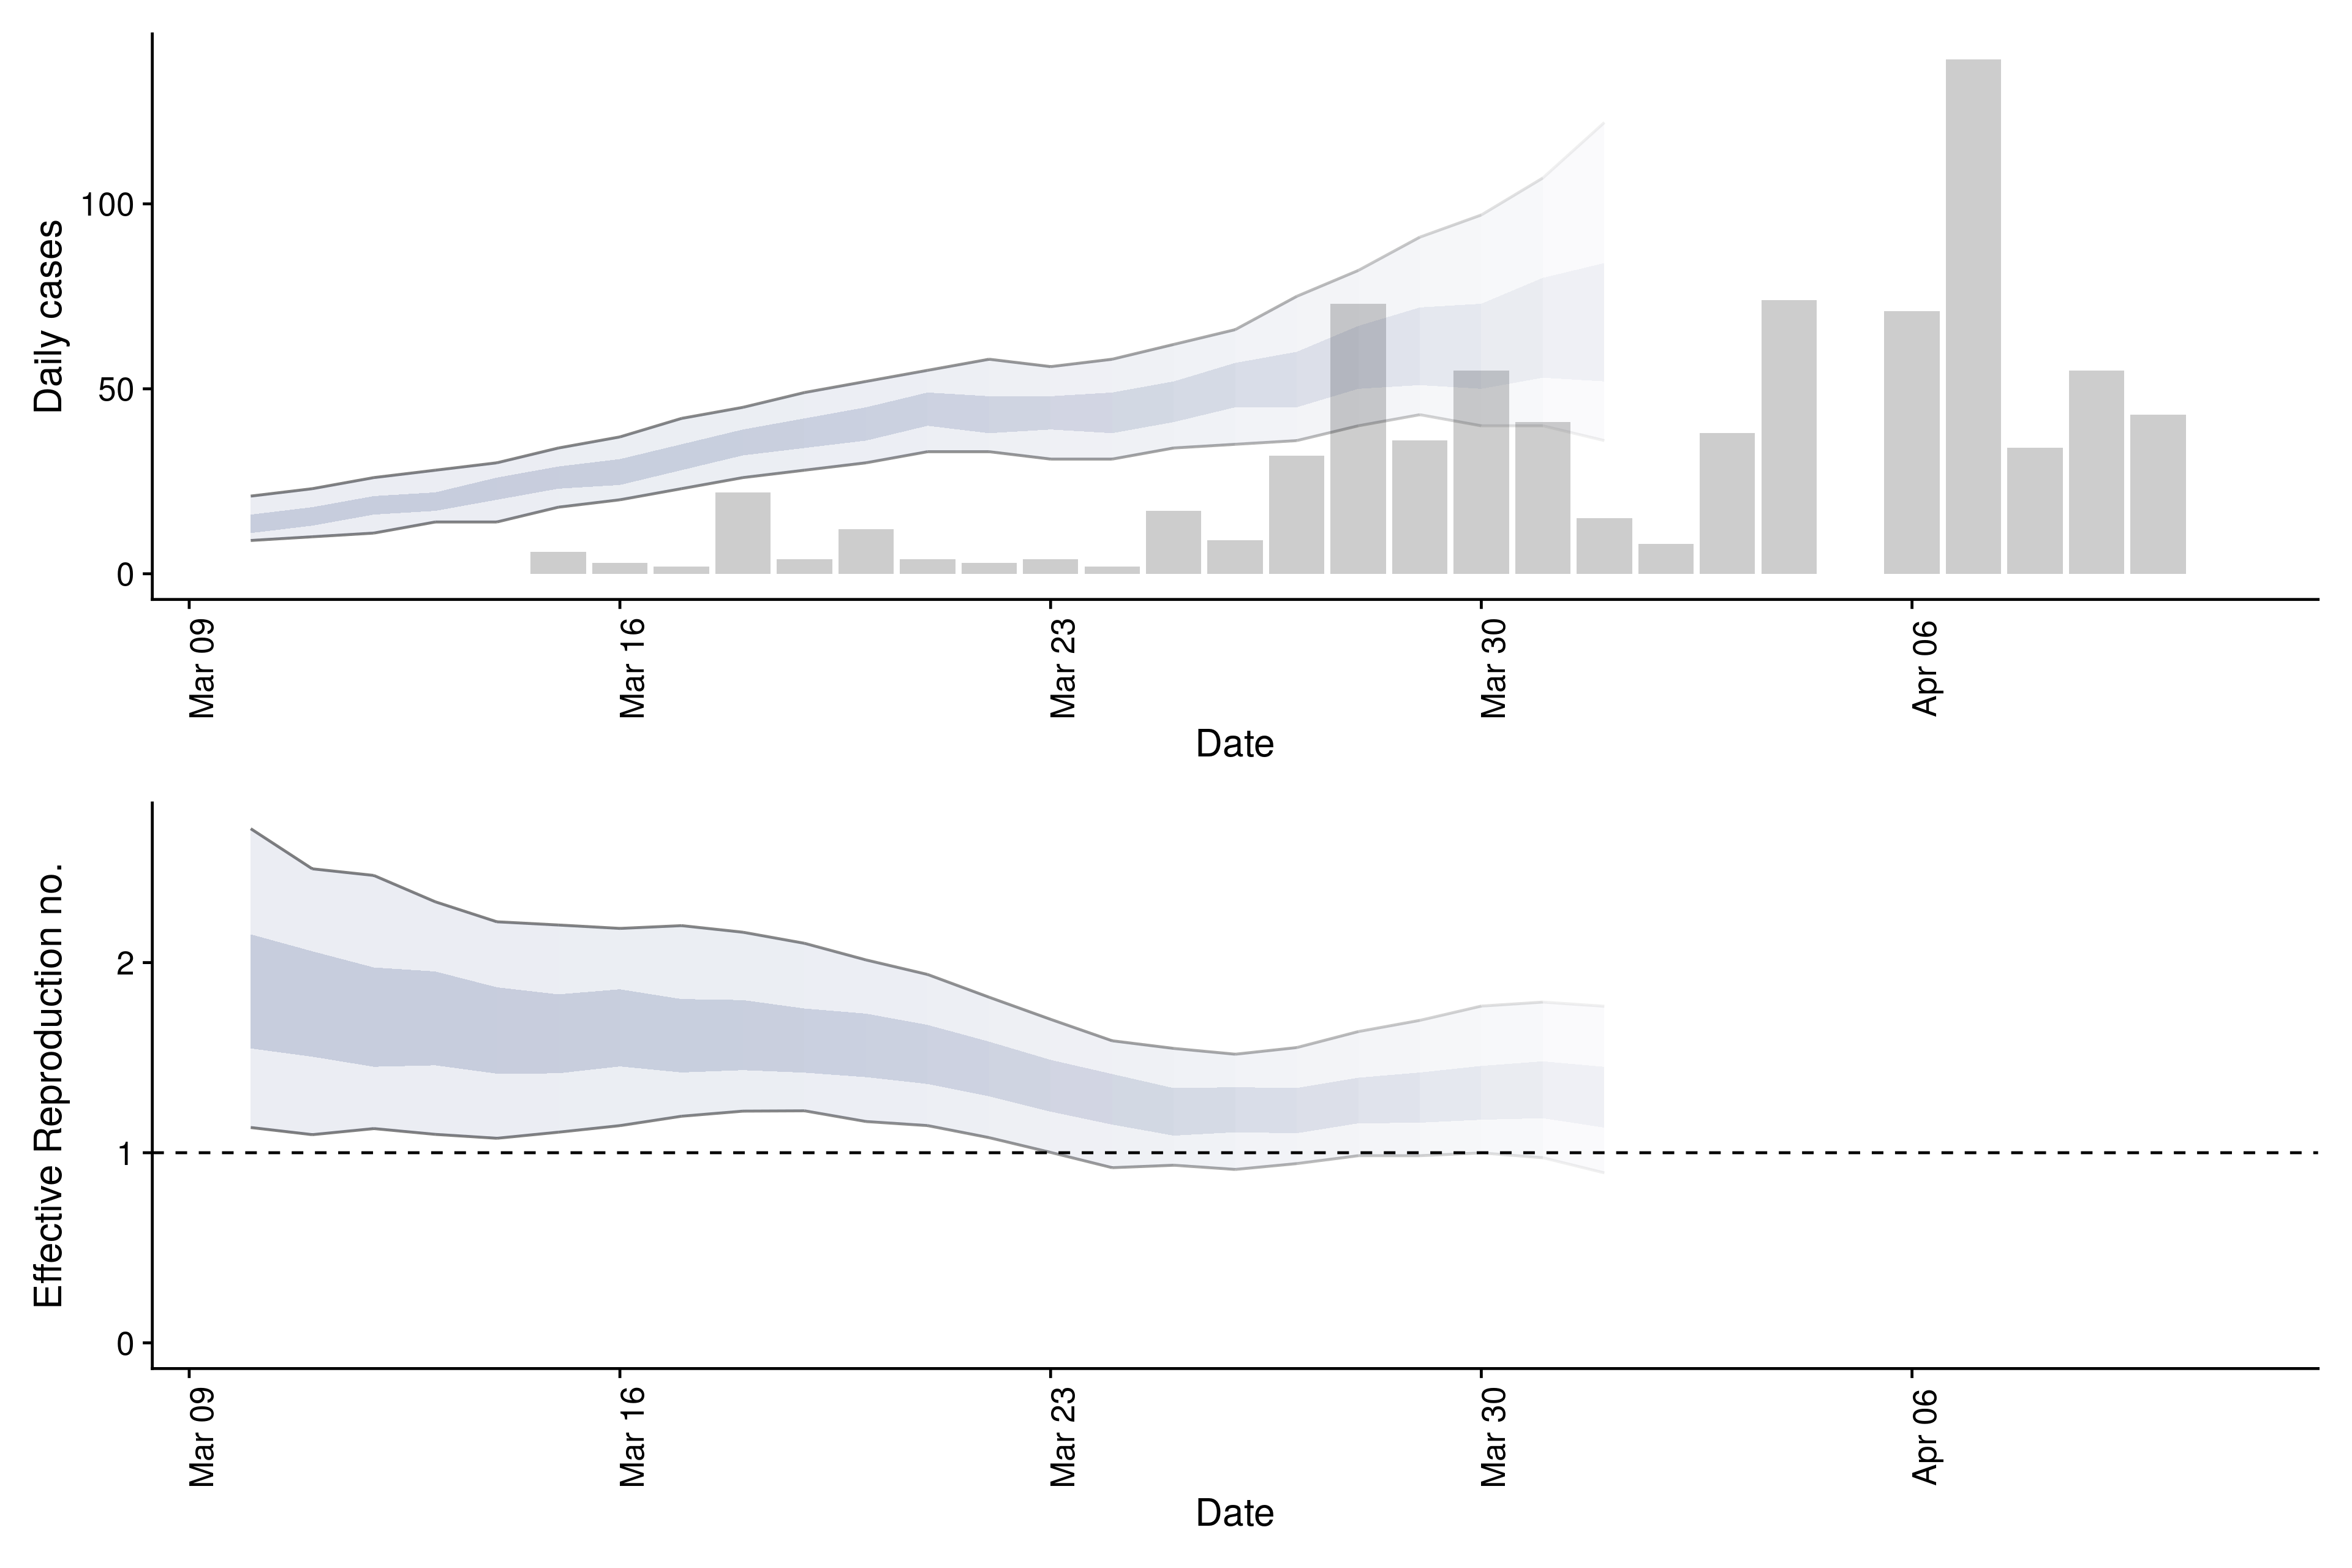 Daily cases
100
50
0
Mar 09
Mar 16
Mar 23
Mar 30
Apr 06
Date
Effective Reproduction no.
2
1
0
Mar 09
Mar 16
Mar 23
Mar 30
Apr 06
Date